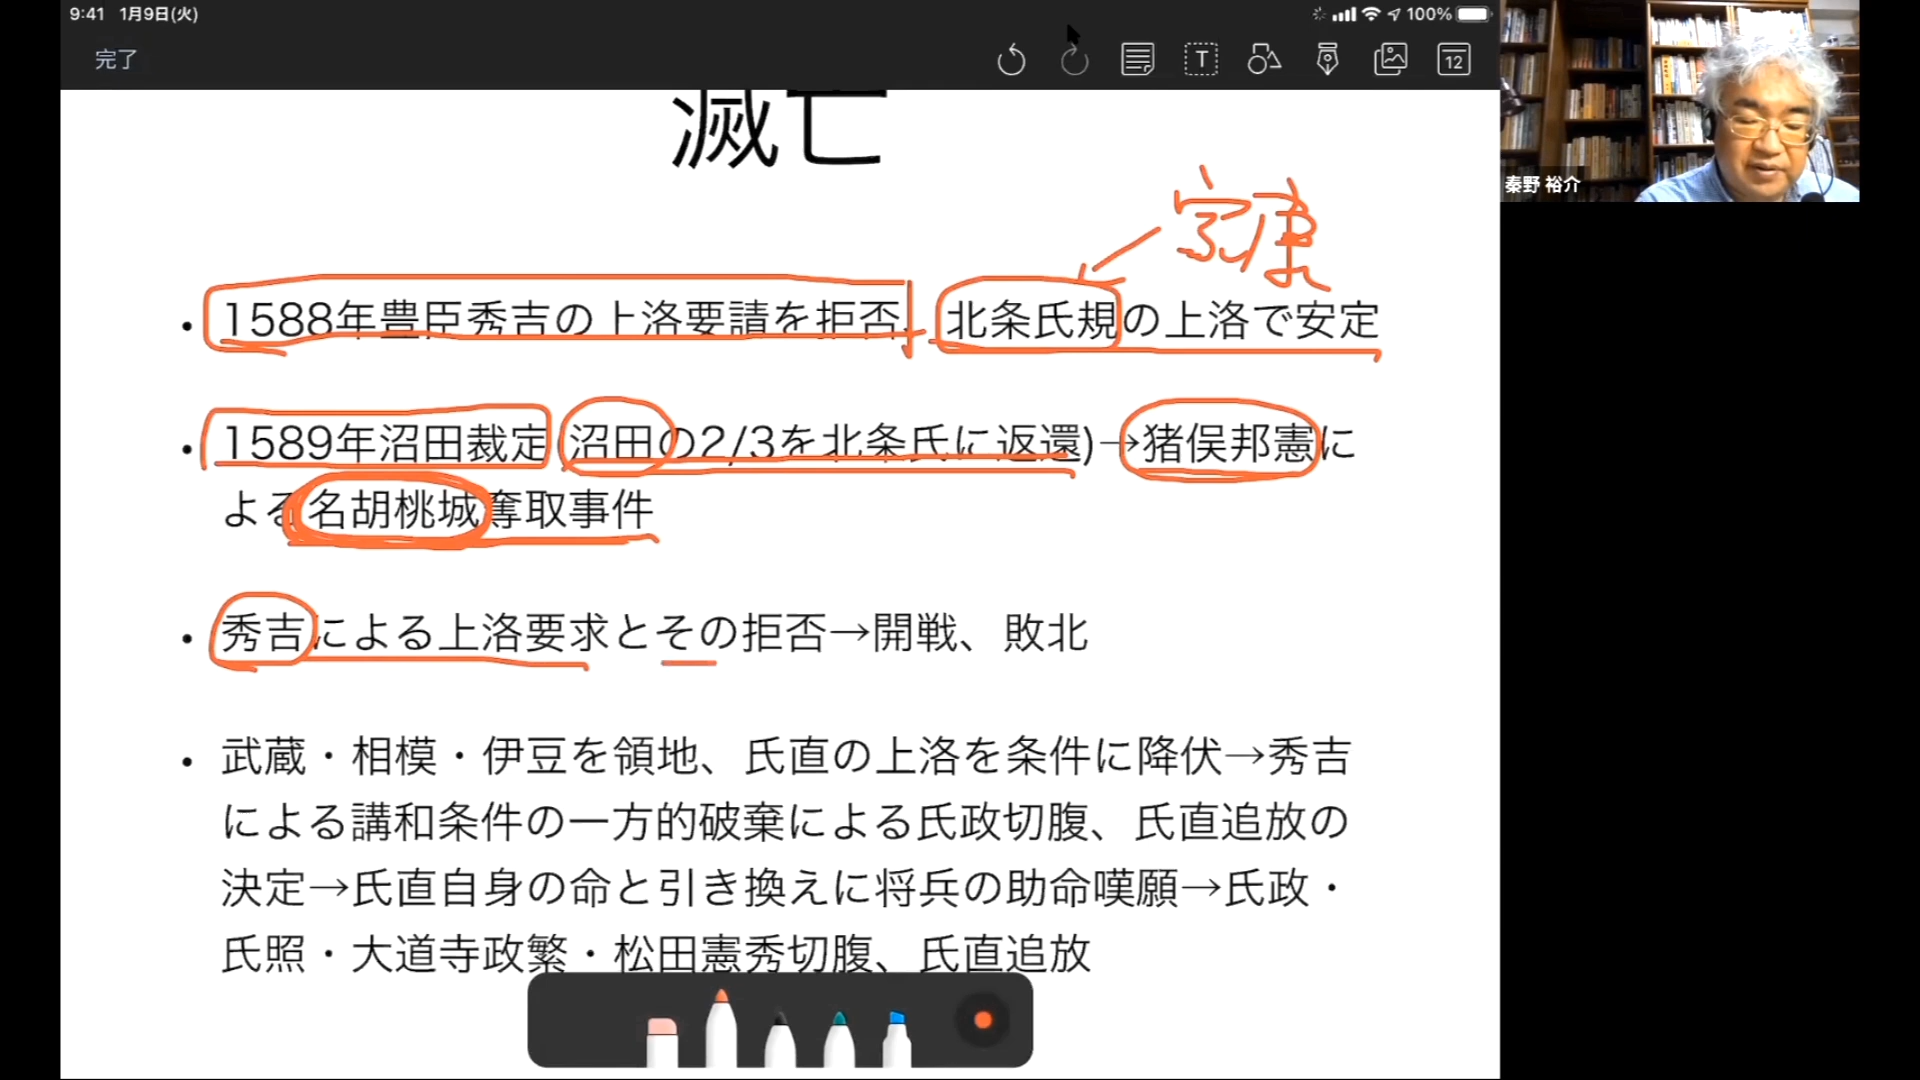 9:41 1月9日(火)
100%
完了
T
12
滅亡
家康
秦野 裕介
• 1588年豊臣秀吉の上洛要請を拒否、北条氏規の上洛で安定
• 1589年沼田裁定(沼田の2/3を北条氏に返還)→猪俣邦憲に
よる名胡桃城奪取事件
• 秀吉による上洛要求とその拒否→開戦、敗北
• 武蔵・相模・伊豆を領地、氏直の上洛を条件に降伏→秀吉
による講和条件の一方的破棄による氏政切腹、氏直追放の
決定→氏直自身の命と引き換えに将兵の助命嘆願→氏政・
氏照・大道寺政繁・松田憲秀切腹、氏直追放